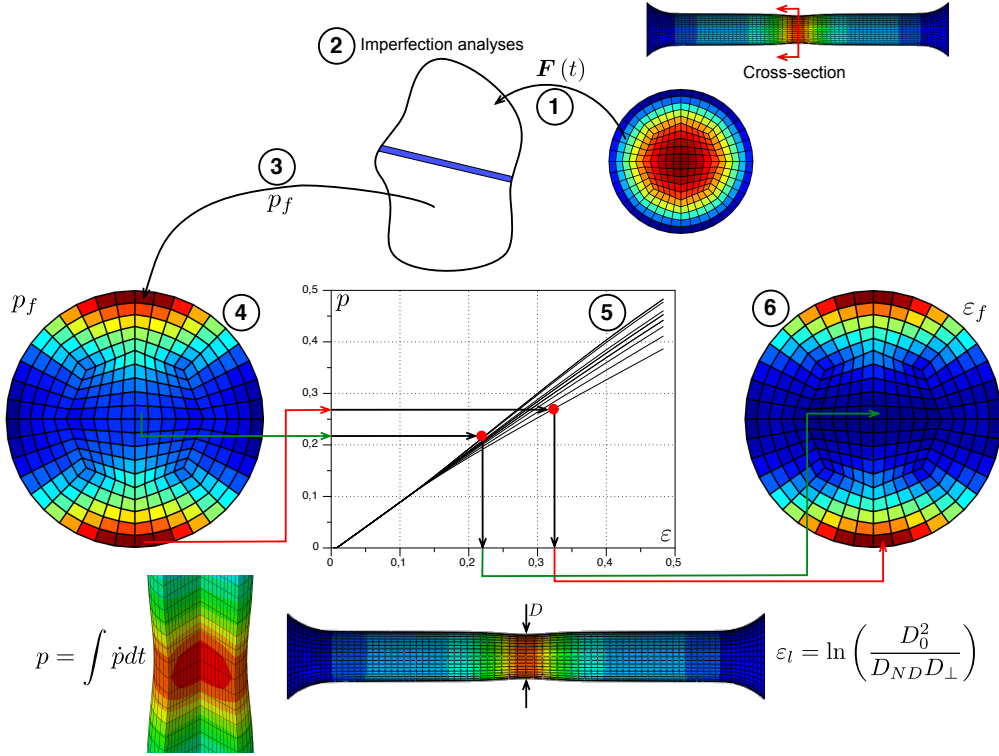 2 Imperfection analyses
F (t)
1
Cross-section
3
p_f
p_f
4
0,5
0,4
0,3
0,2
0,1
0
p
5
ε
0 0,1 0,2 0,3 0,4 0,5
6
ε_f
p = ∫ ṗdt
D
ε_l = ln ( D_0^2 / D_{ND} D_⊥ )